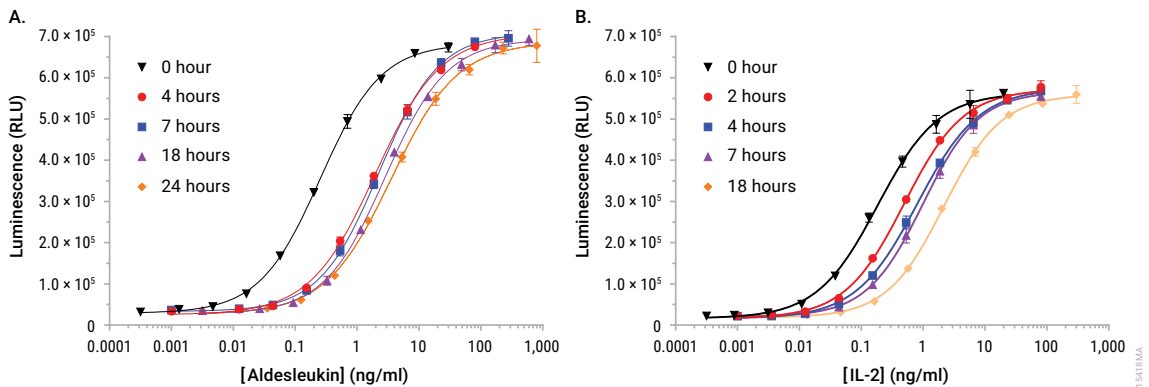 A.
Luminescence (RLU)
7.0 × 10⁵
6.0 × 10⁵
5.0 × 10⁵
4.0 × 10⁵
3.0 × 10⁵
2.0 × 10⁵
1.0 × 10⁵
0
0 hour
4 hours
7 hours
18 hours
24 hours
0.0001 0.001 0.01 0.1 1 10 100 1,000
[Aldesleukin] (ng/ml)
B.
Luminescence (RLU)
7.0 × 10⁵
6.0 × 10⁵
5.0 × 10⁵
4.0 × 10⁵
3.0 × 10⁵
2.0 × 10⁵
1.0 × 10⁵
0
0 hour
2 hours
4 hours
7 hours
18 hours
0.0001 0.001 0.01 0.1 1 10 100 1,000
[IL-2] (ng/ml)
15418MA